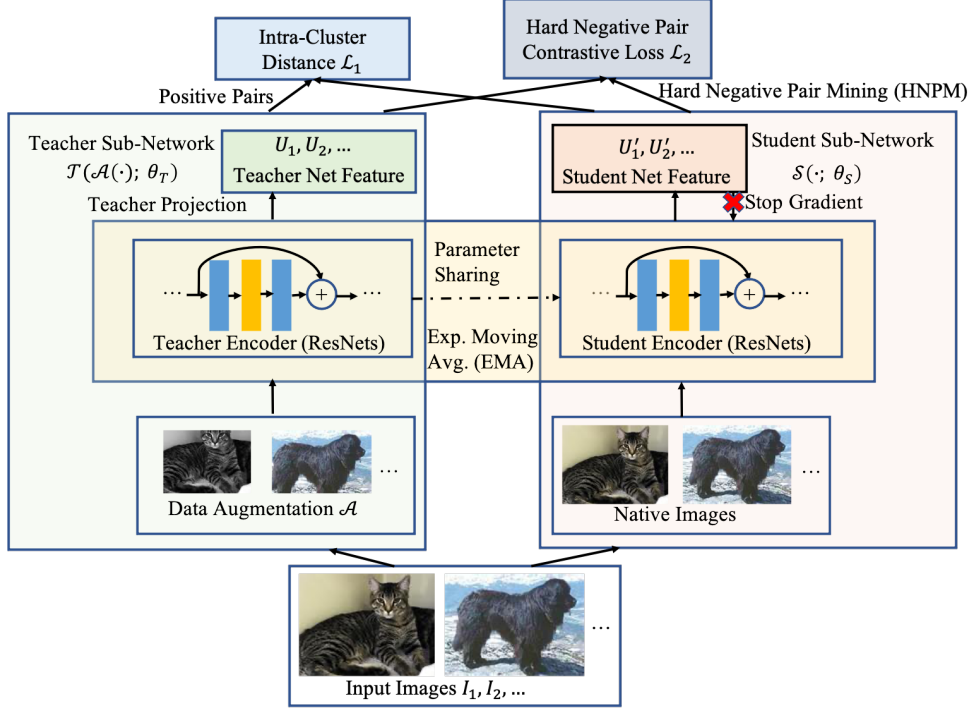 Intra-Cluster
Distance ℒ₁
Hard Negative Pair
Contrastive Loss ℒ₂
Positive Pairs
Hard Negative Pair Mining (HNPM)
Teacher Sub-Network
𝒯(𝒜(·); θ_T)
U₁, U₂, ...
Teacher Net Feature
U′₁, U′₂, ...
Student Net Feature
Student Sub-Network
𝒮(·; θ_S)
Teacher Projection
Stop Gradient
... + ...
Teacher Encoder (ResNets)
Parameter
Sharing
Exp. Moving
Avg. (EMA)
... + ...
Student Encoder (ResNets)
...
Data Augmentation 𝒜
...
Native Images
...
Input Images I₁, I₂, ...